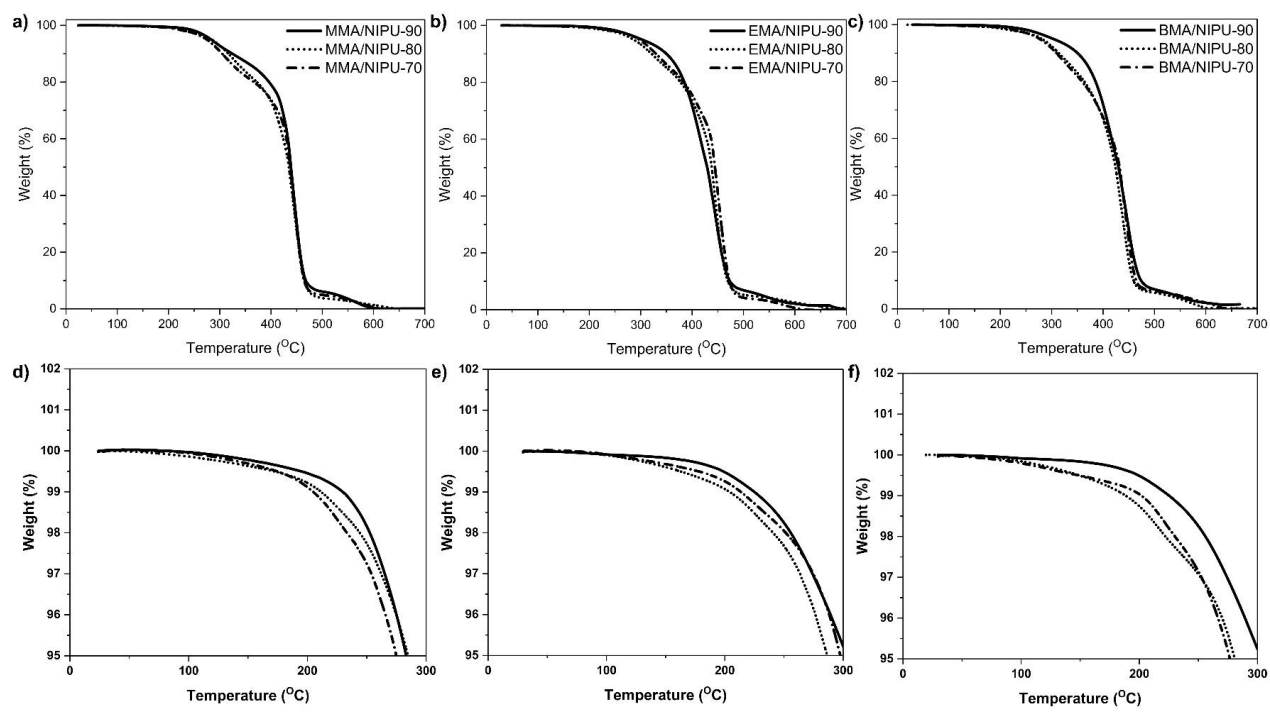 a)
MMA/NIPU-90
MMA/NIPU-80
MMA/NIPU-70
Weight (%)
100
80
60
40
20
0
0 100 200 300 400 500 600 700
Temperature (ᴼC)
b)
EMA/NIPU-90
EMA/NIPU-80
EMA/NIPU-70
Weight (%)
100
80
60
40
20
0
0 100 200 300 400 500 600 700
Temperature (ᴼC)
c)
BMA/NIPU-90
BMA/NIPU-80
BMA/NIPU-70
Weight (%)
100
80
60
40
20
0
0 100 200 300 400 500 600 700
Temperature (ᴼC)
d)
Weight (%)
102
101
100
99
98
97
96
95
0 100 200 300
Temperature (ᴼC)
e)
Weight (%)
102
101
100
99
98
97
96
95
0 100 200 300
Temperature (ᴼC)
f)
Weight (%)
102
101
100
99
98
97
96
95
0 100 200 300
Temperature (ᴼC)